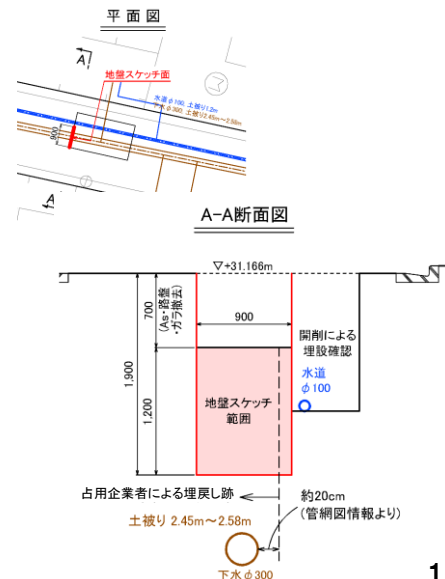 平面図
A
地盤スケッチ面
水道φ100, 土被り1.2m
下水φ300, 土被り2.45m～2.58m
900
A
A-A断面図
▽+31.166m
700
(As・路盤
・ガラ撤去)
900
開削による
埋設確認
水道
φ100
1,900
1,200
地盤スケッチ
範囲
占用企業者による埋戻し跡
約20cm
(管網図情報より)
土被り 2.45m～2.58m
下水φ300
1